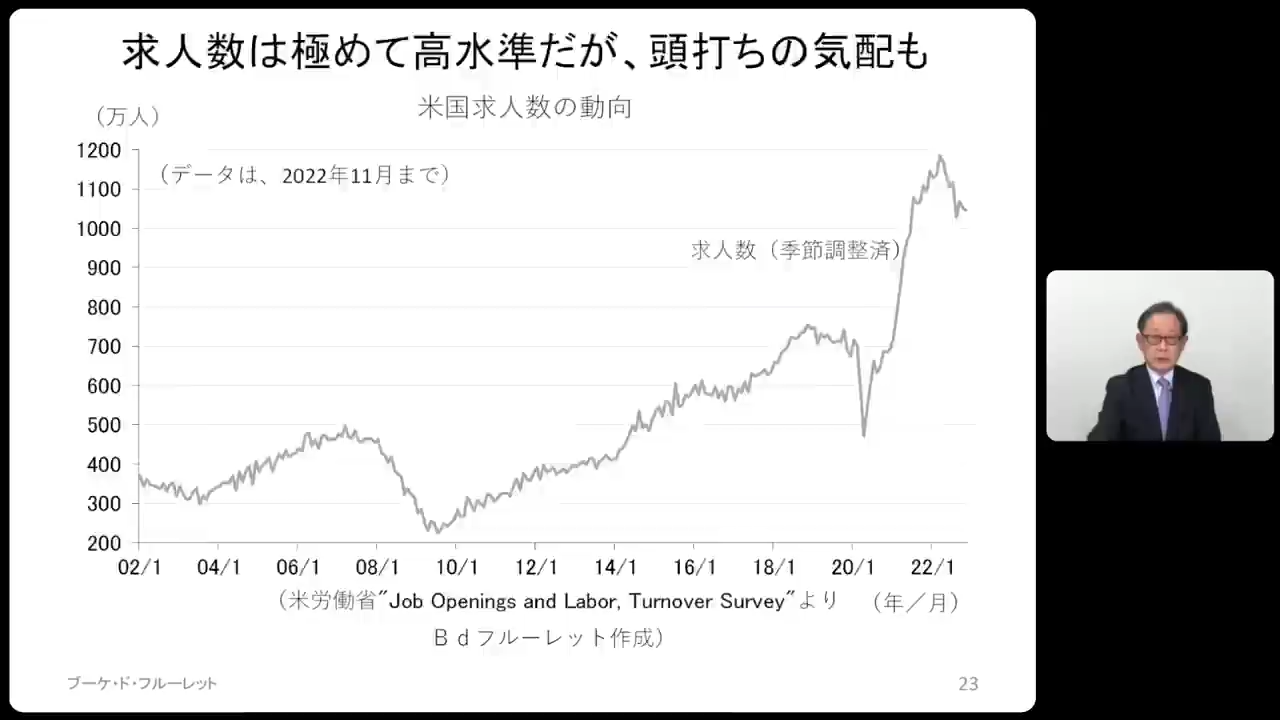 求人数は極めて高水準だが、頭打ちの気配も
米国求人数の動向
（万人）
（データは、2022年11月まで）
求人数（季節調整済）
1200
1100
1000
900
800
700
600
500
400
300
200
02/1 04/1 06/1 08/1 10/1 12/1 14/1 16/1 18/1 20/1 22/1
（米労働省"Job Openings and Labor, Turnover Survey"より （年／月）
Ｂｄフルーレット作成）
ブーケ・ド・フルーレット 23